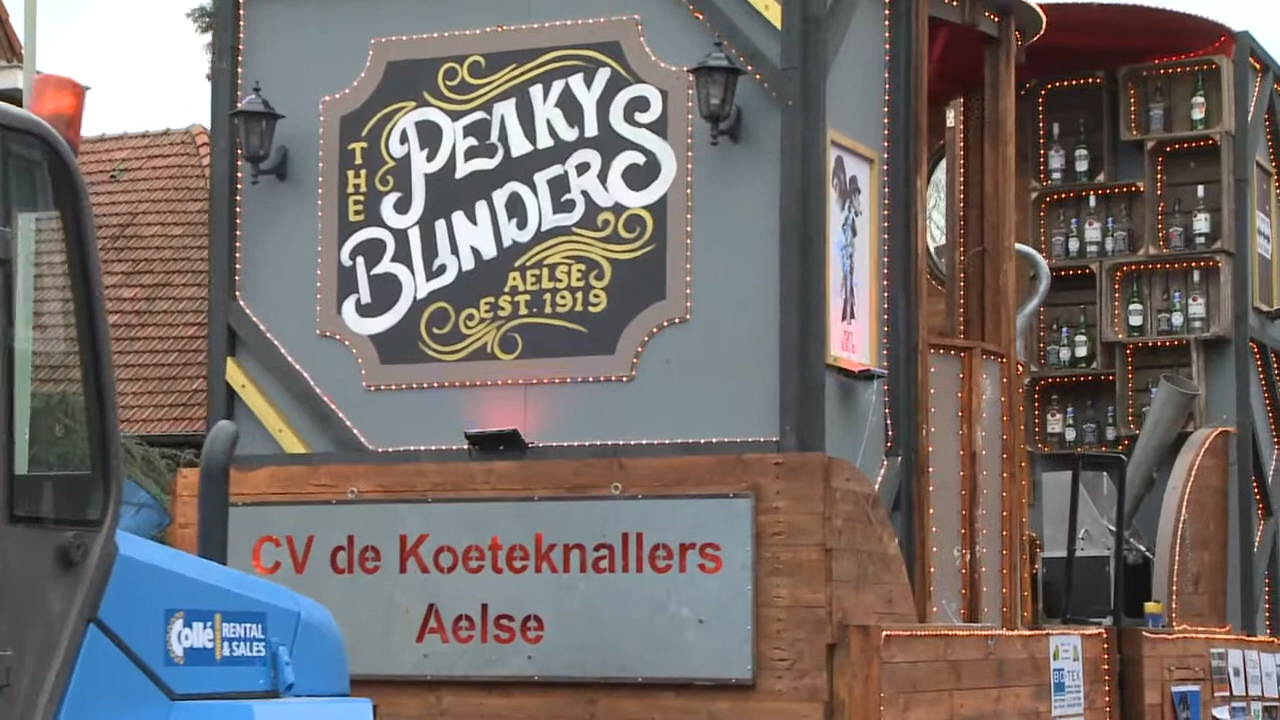 THE
PEAKY
BLINDERS
AELSE
EST. 1919
CV de Koeteknallers
Aelse
Collé
RENTAL
& SALES